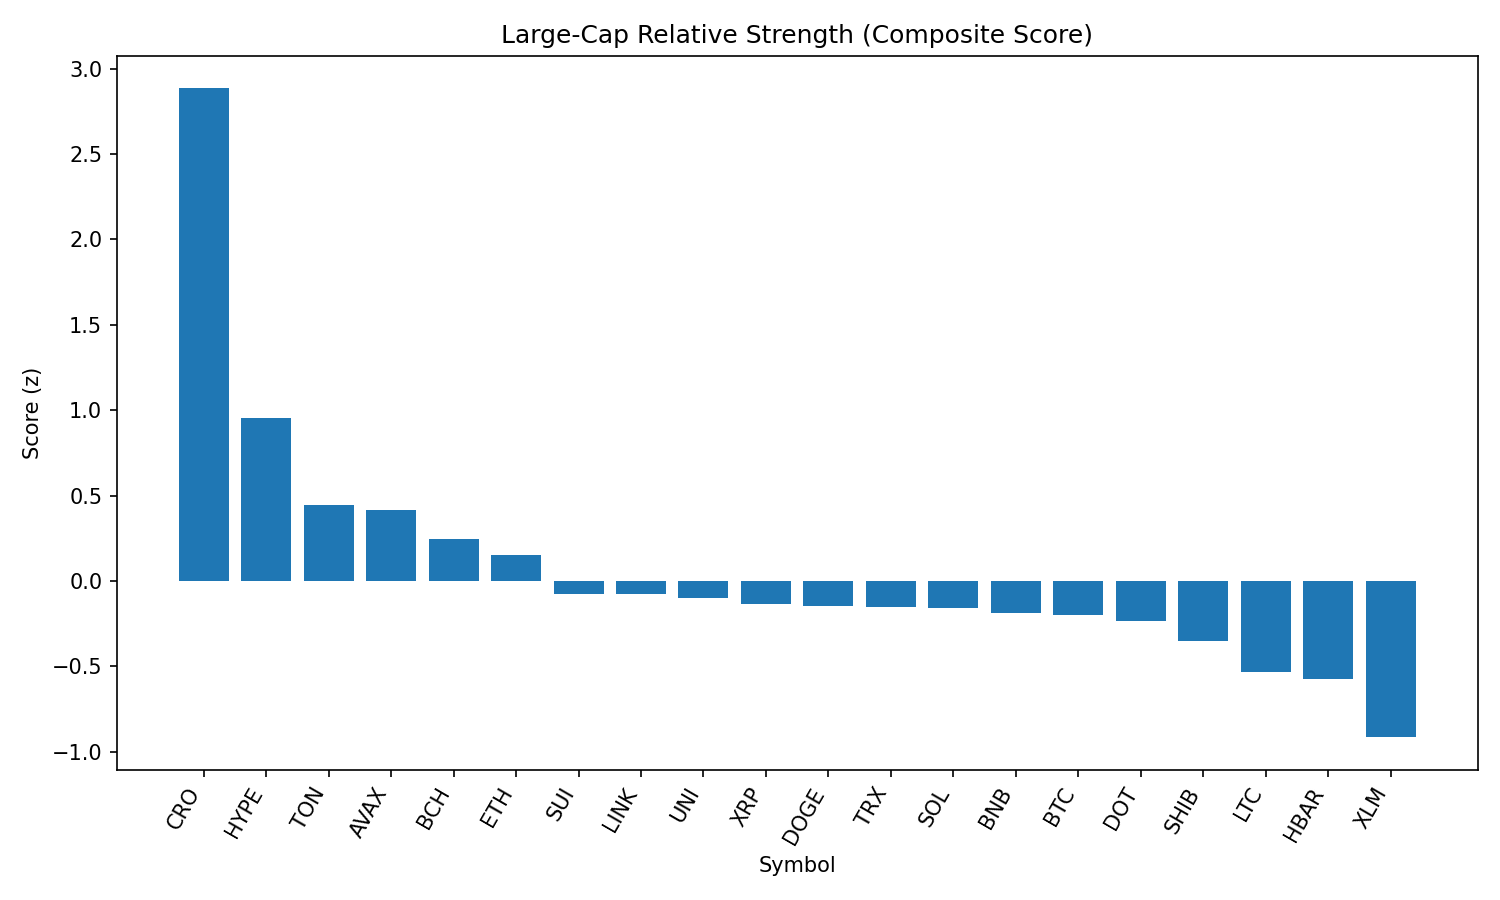 Large-Cap Relative Strength (Composite Score)
3.0
2.5
2.0
1.5
1.0
0.5
0.0
−0.5
−1.0
Score (z)
CRO
HYPE
TON
AVAX
BCH
ETH
SUI
LINK
UNI
XRP
DOGE
TRX
SOL
BNB
BTC
DOT
SHIB
LTC
HBAR
XLM
Symbol